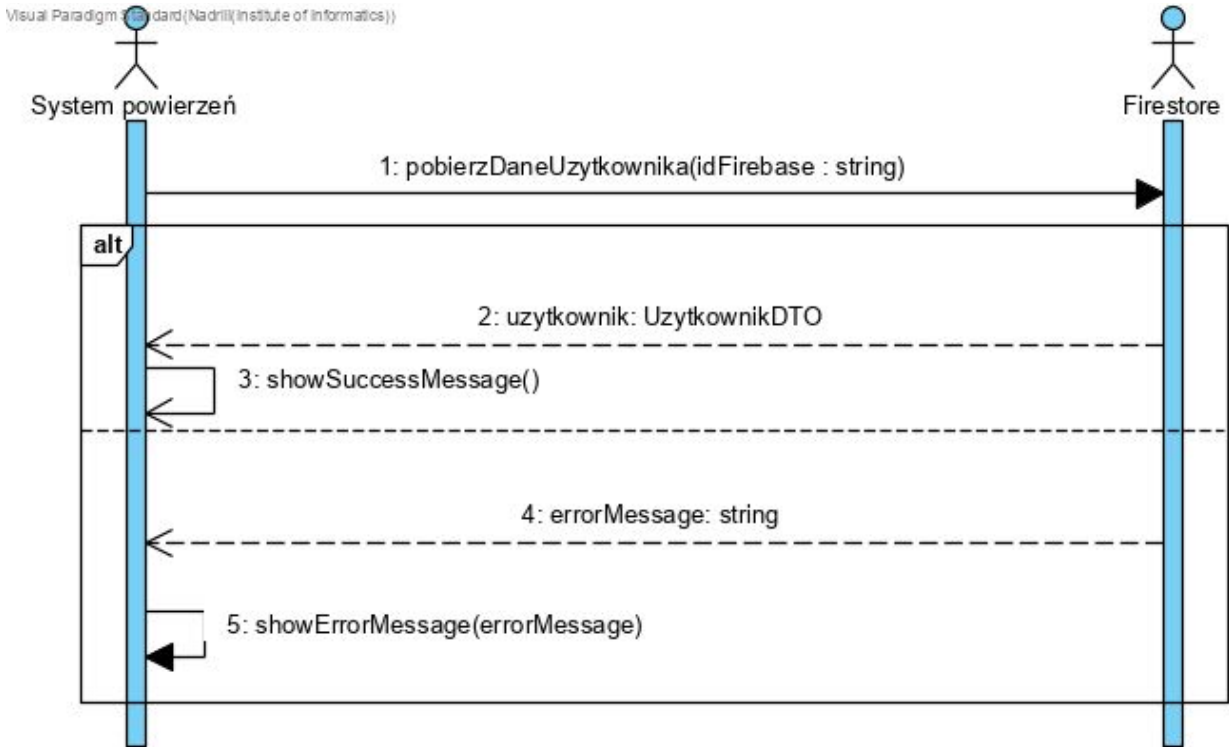 Visual Paradigm Standard(Nadrill(Institute of Informatics))
System powierzeń
Firestore
1: pobierzDaneUzytkownika(idFirebase : string)
alt
2: uzytkownik: UzytkownikDTO
3: showSuccessMessage()
4: errorMessage: string
5: showErrorMessage(errorMessage)